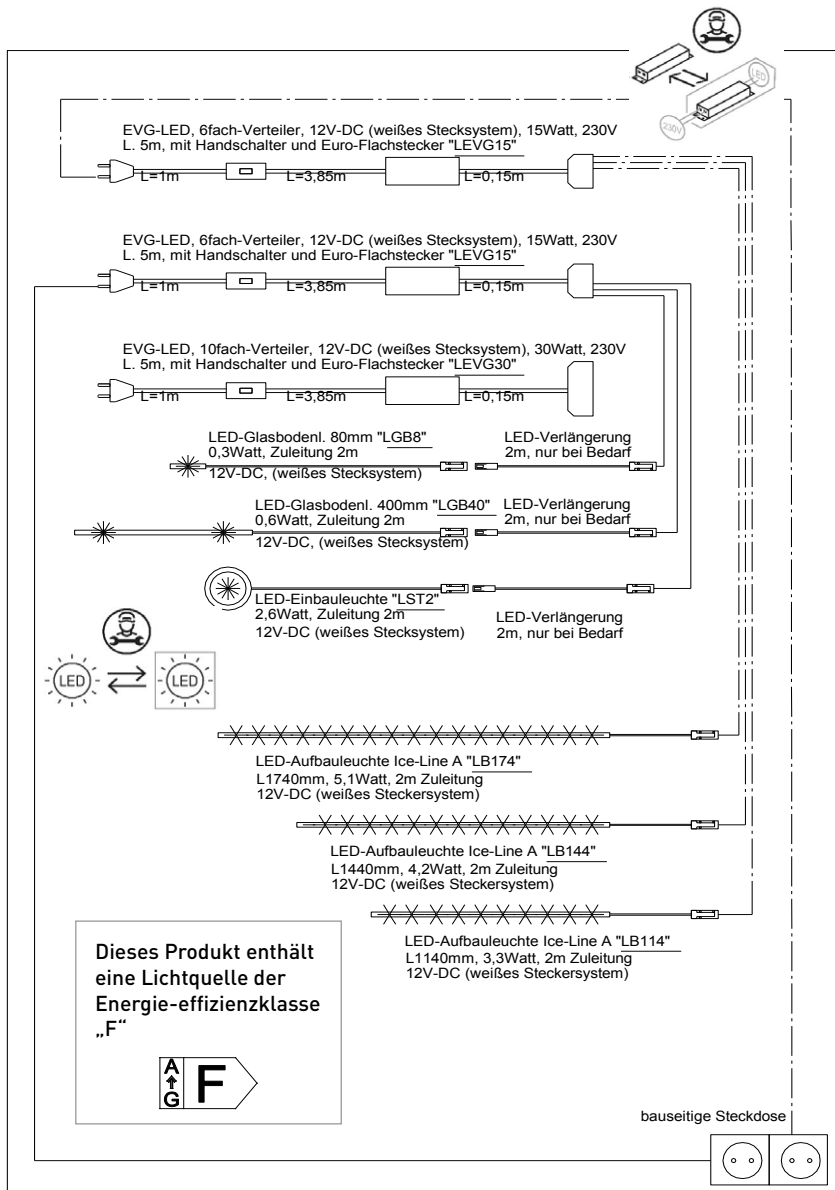 LED
230V
EVG-LED, 6fach-Verteiler, 12V-DC (weißes Stecksystem), 15Watt, 230V
L. 5m, mit Handschalter und Euro-Flachstecker "LEVG15"
L=1m L=3,85m L=0,15m
EVG-LED, 6fach-Verteiler, 12V-DC (weißes Stecksystem), 15Watt, 230V
L. 5m, mit Handschalter und Euro-Flachstecker "LEVG15"
L=1m L=3,85m L=0,15m
EVG-LED, 10fach-Verteiler, 12V-DC (weißes Stecksystem), 30Watt, 230V
L. 5m, mit Handschalter und Euro-Flachstecker "LEVG30"
L=1m L=3,85m L=0,15m
LED-Glasbodenl. 80mm "LGB8"
0,3Watt, Zuleitung 2m
12V-DC, (weißes Stecksystem)
LED-Verlängerung
2m, nur bei Bedarf
LED-Glasbodenl. 400mm "LGB40"
0,6Watt, Zuleitung 2m
12V-DC, (weißes Stecksystem)
LED-Verlängerung
2m, nur bei Bedarf
LED-Einbauleuchte "LST2"
2,6Watt, Zuleitung 2m
12V-DC (weißes Stecksystem)
LED-Verlängerung
2m, nur bei Bedarf
LED LED
LED-Aufbauleuchte Ice-Line A "LB174"
L1740mm, 5,1Watt, 2m Zuleitung
12V-DC (weißes Steckersystem)
LED-Aufbauleuchte Ice-Line A "LB144"
L1440mm, 4,2Watt, 2m Zuleitung
12V-DC (weißes Steckersystem)
LED-Aufbauleuchte Ice-Line A "LB114"
L1140mm, 3,3Watt, 2m Zuleitung
12V-DC (weißes Steckersystem)
Dieses Produkt enthält
eine Lichtquelle der
Energie-effizienzklasse
„F“
A
G
F
bauseitige Steckdose